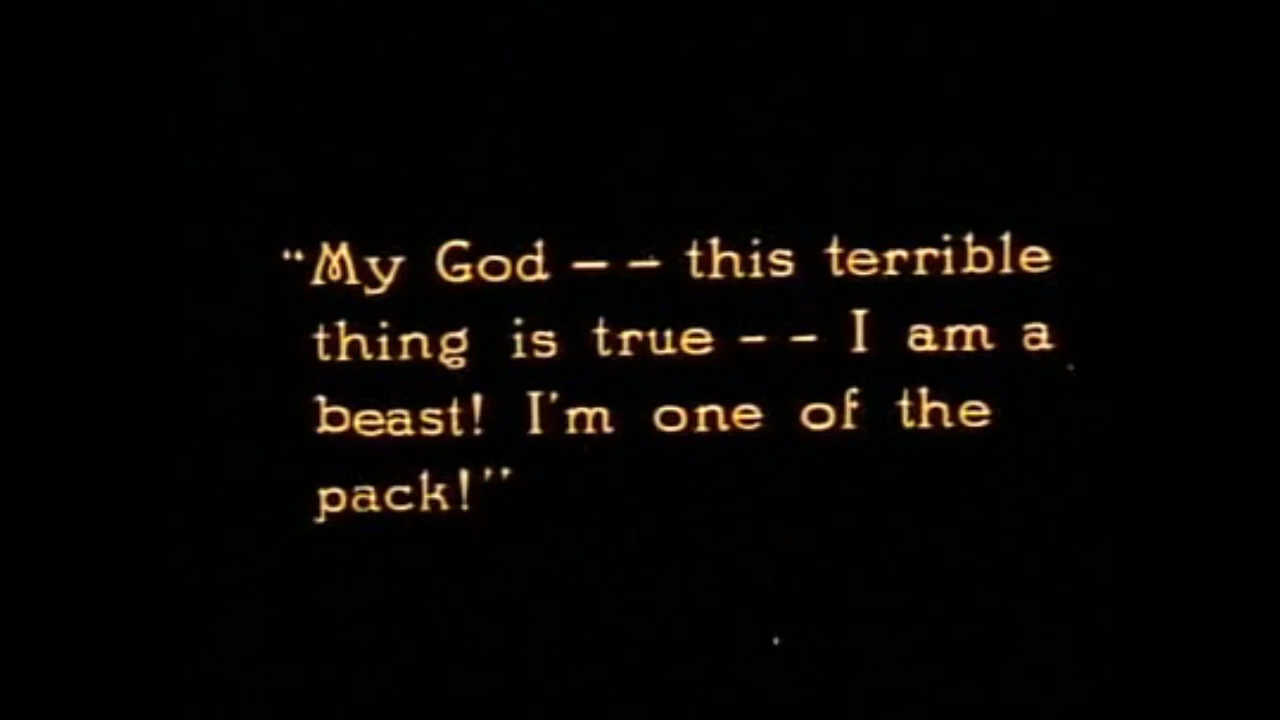 “My God -- this terrible
thing is true -- I am a
beast! I'm one of the
pack!”